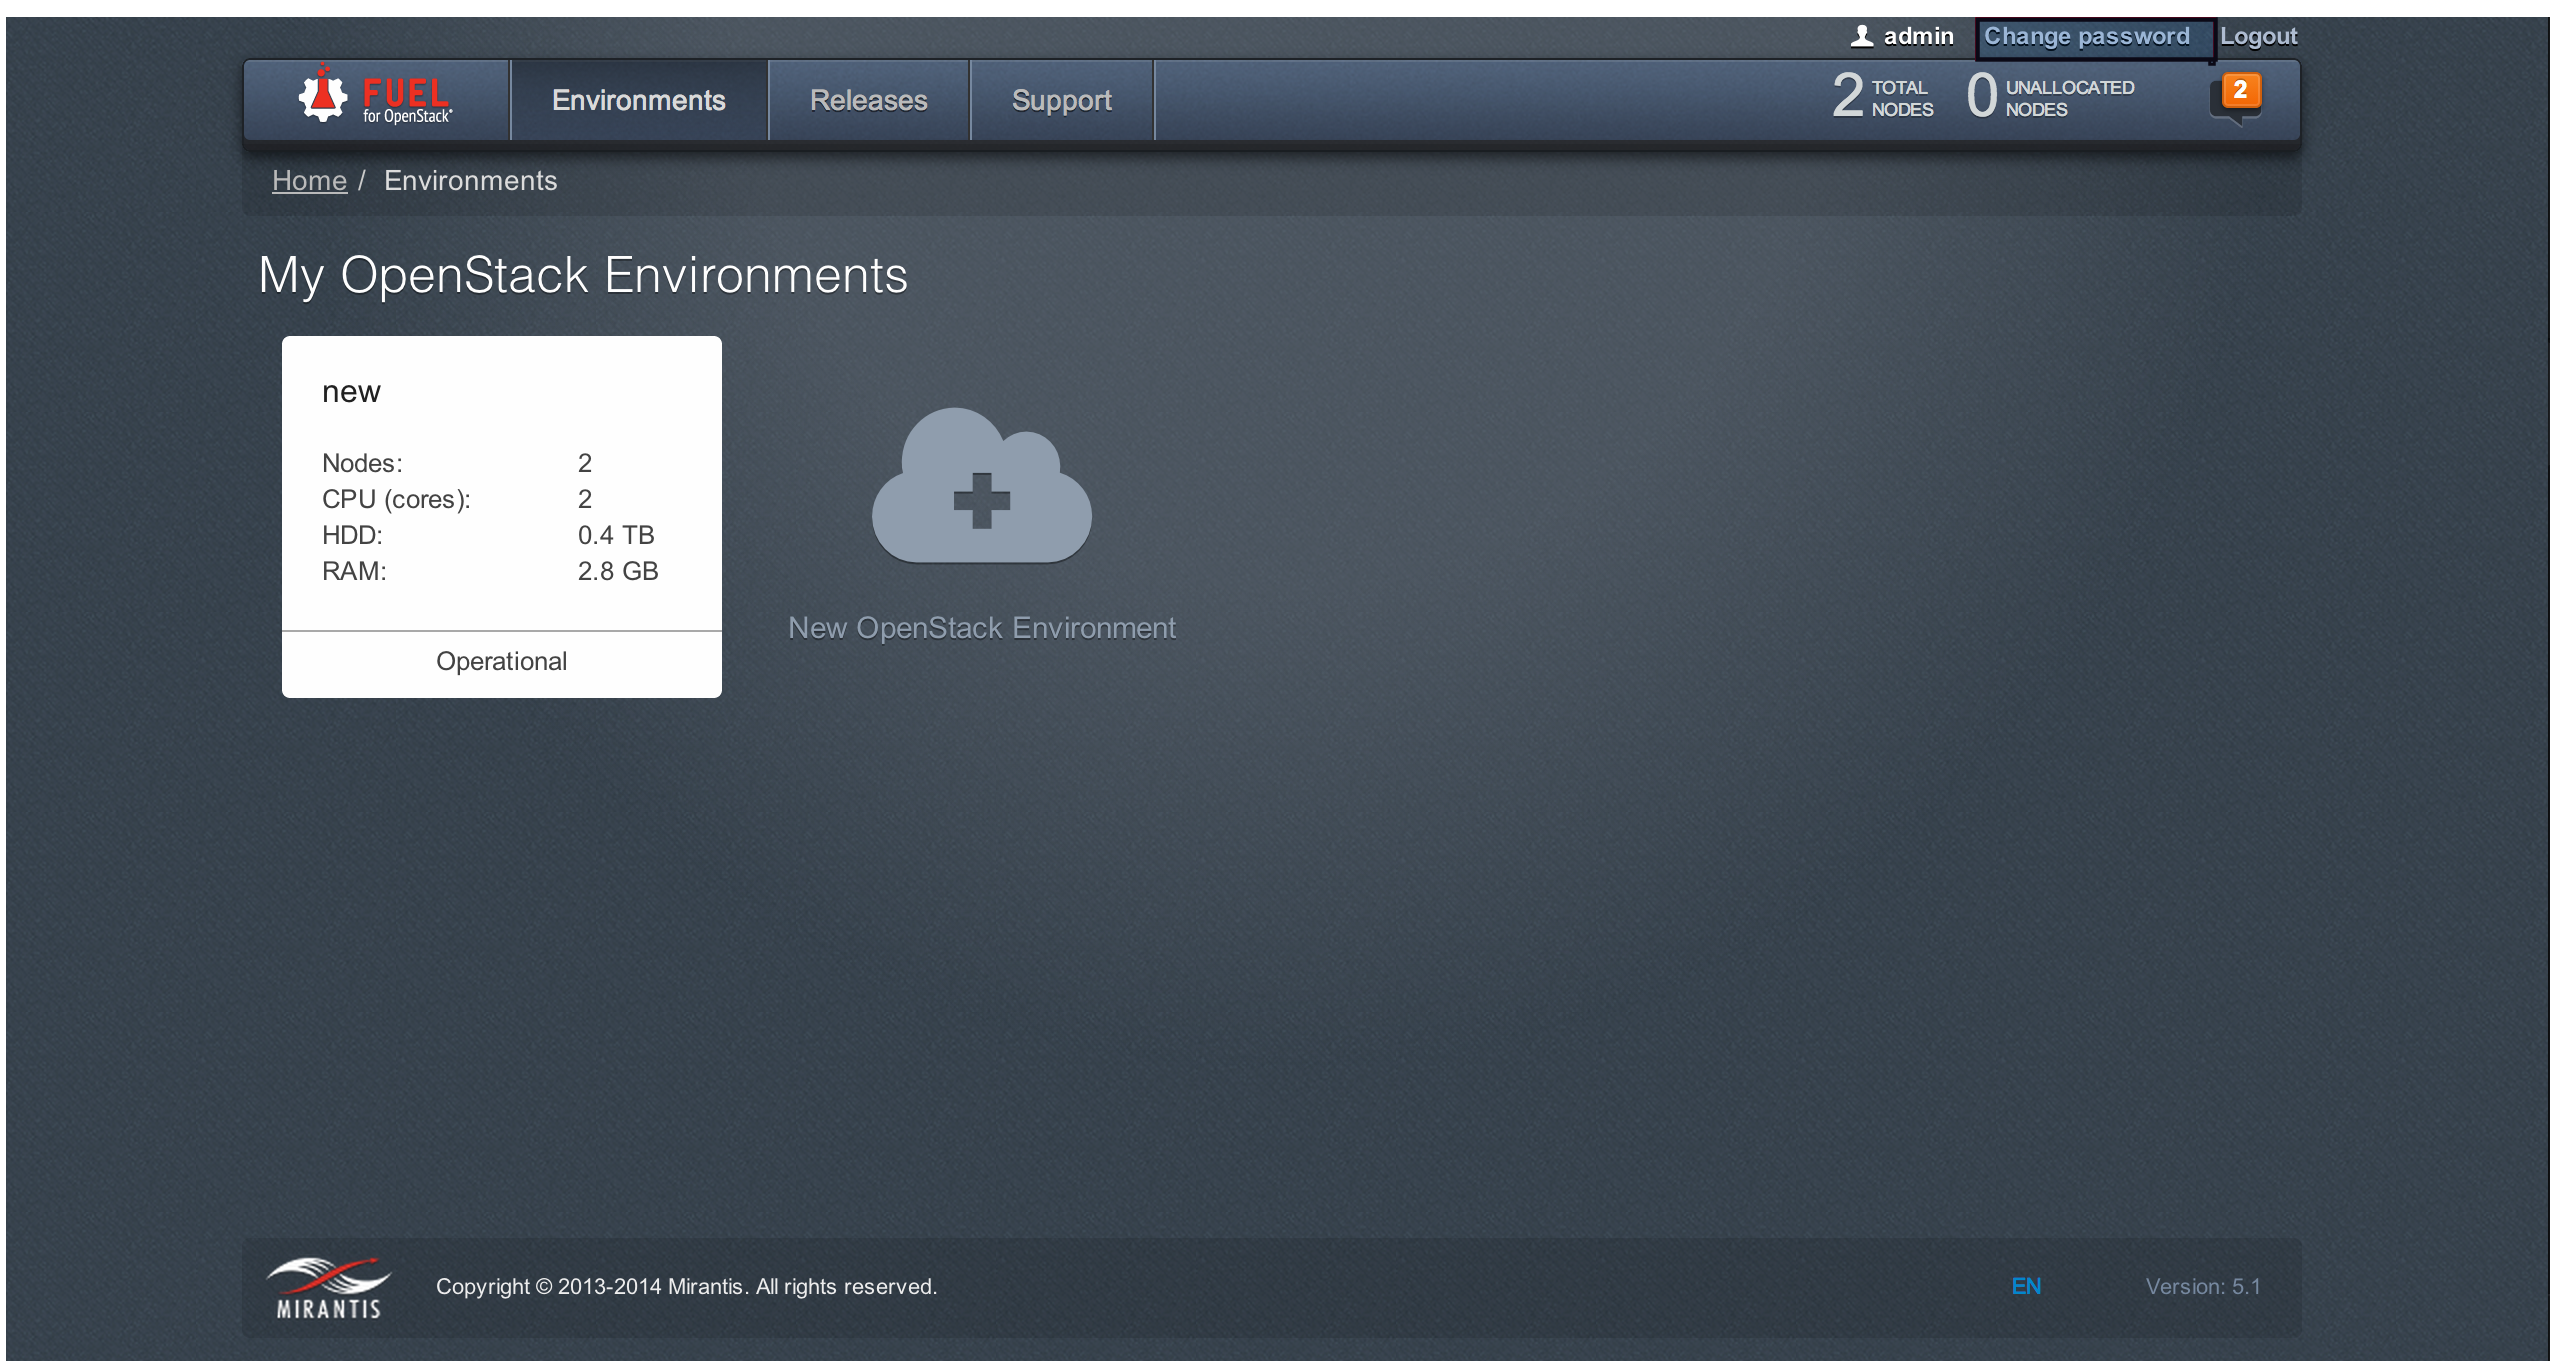 admin Change password Logout
FUEL
for OpenStack
Environments Releases Support
2 TOTAL NODES 0 UNALLOCATED NODES 2
Home / Environments
My OpenStack Environments
new
Nodes: 2
CPU (cores): 2
HDD: 0.4 TB
RAM: 2.8 GB
Operational
New OpenStack Environment
MIRANTIS
Copyright © 2013-2014 Mirantis. All rights reserved.
EN
Version: 5.1